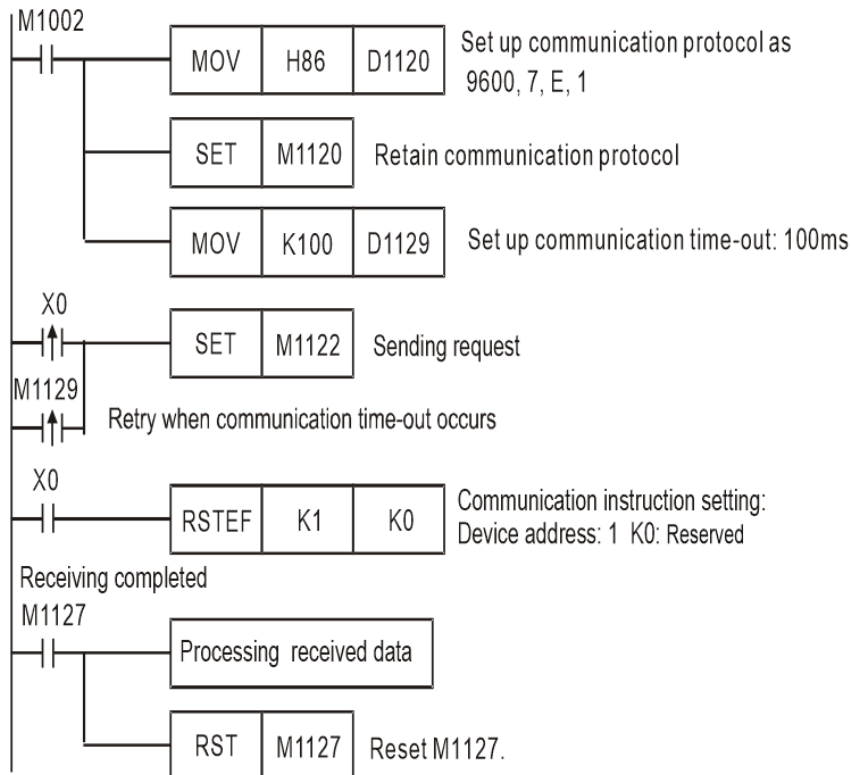 M1002
MOV H86 D1120 Set up communication protocol as
9600, 7, E, 1
SET M1120 Retain communication protocol
MOV K100 D1129 Set up communication time-out: 100ms
X0
SET M1122 Sending request
M1129
Retry when communication time-out occurs
X0
RSTEF K1 K0 Communication instruction setting:
Device address: 1 K0: Reserved
Receiving completed
M1127
Processing received data
RST M1127 Reset M1127.